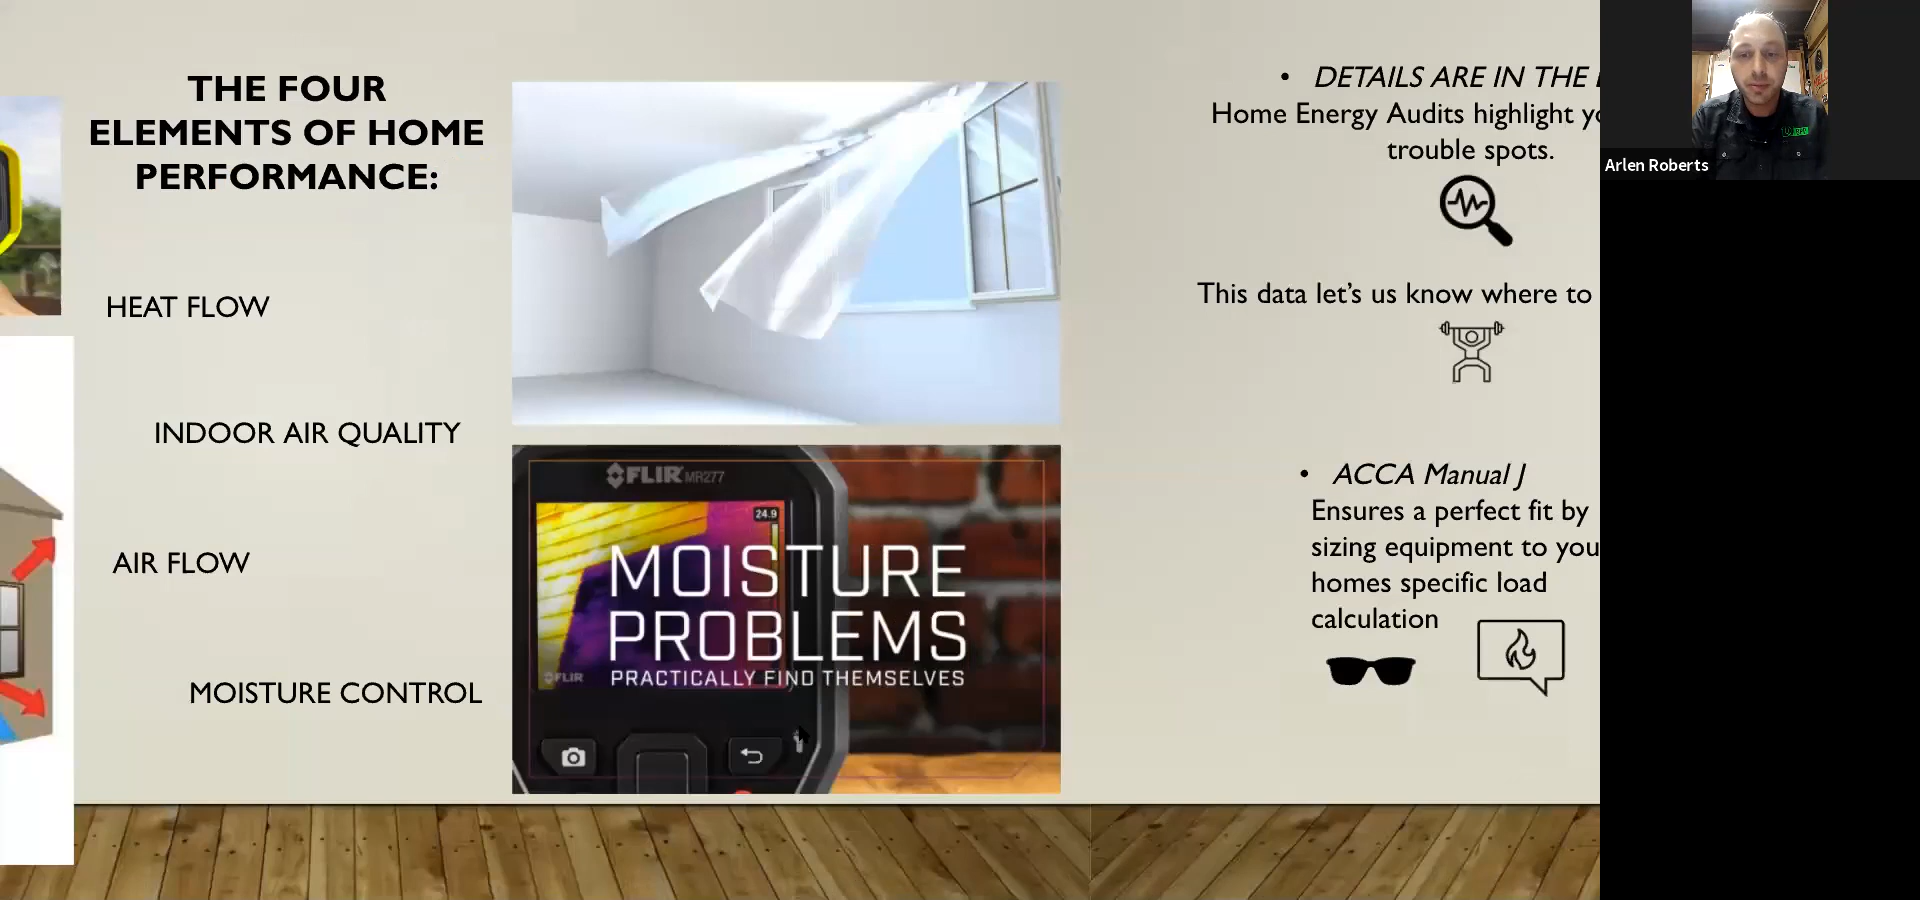 THE FOUR
ELEMENTS OF HOME
PERFORMANCE:
HEAT FLOW
INDOOR AIR QUALITY
AIR FLOW
MOISTURE CONTROL
FLIR MR277
24.9
MOISTURE
PROBLEMS
PRACTICALLY FIND THEMSELVES
FLIR
• DETAILS ARE IN THE
Home Energy Audits highlight
trouble spots.
This data let's us know where to
• ACCA Manual J
Ensures a perfect fit by
sizing equipment to you
homes specific load
calculation
Arlen Roberts